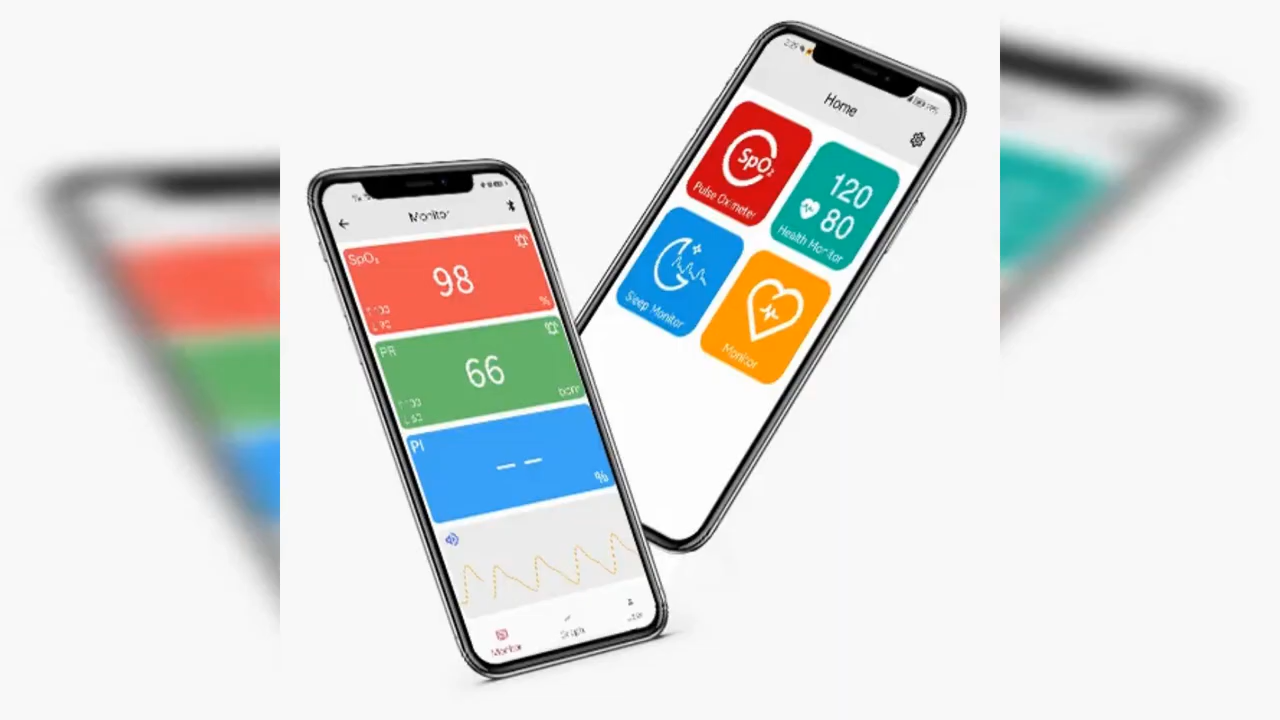 Monitor
SpO₂
98
%
PR
66
bpm
PI
-- 
%
Monitor
Graph
Home
SpO₂
Pulse Oximeter
120
80
Health Monitor
Sleep Monitor
Monitor